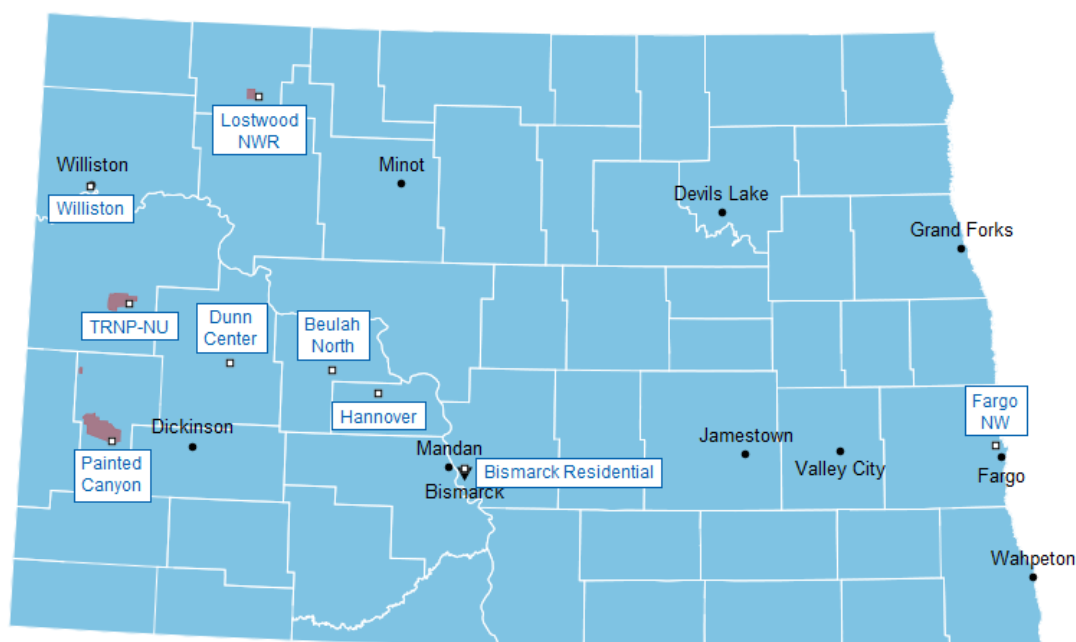 Lostwood
NWR
Williston
Minot
Williston
Devils Lake
Grand Forks
TRNP-NU
Dunn
Center
Beulah
North
Hannover
Fargo
NW
Dickinson
Mandan
Jamestown
Painted
Canyon
Bismarck Residential
Valley City
Fargo
Bismarck
Wahpeton